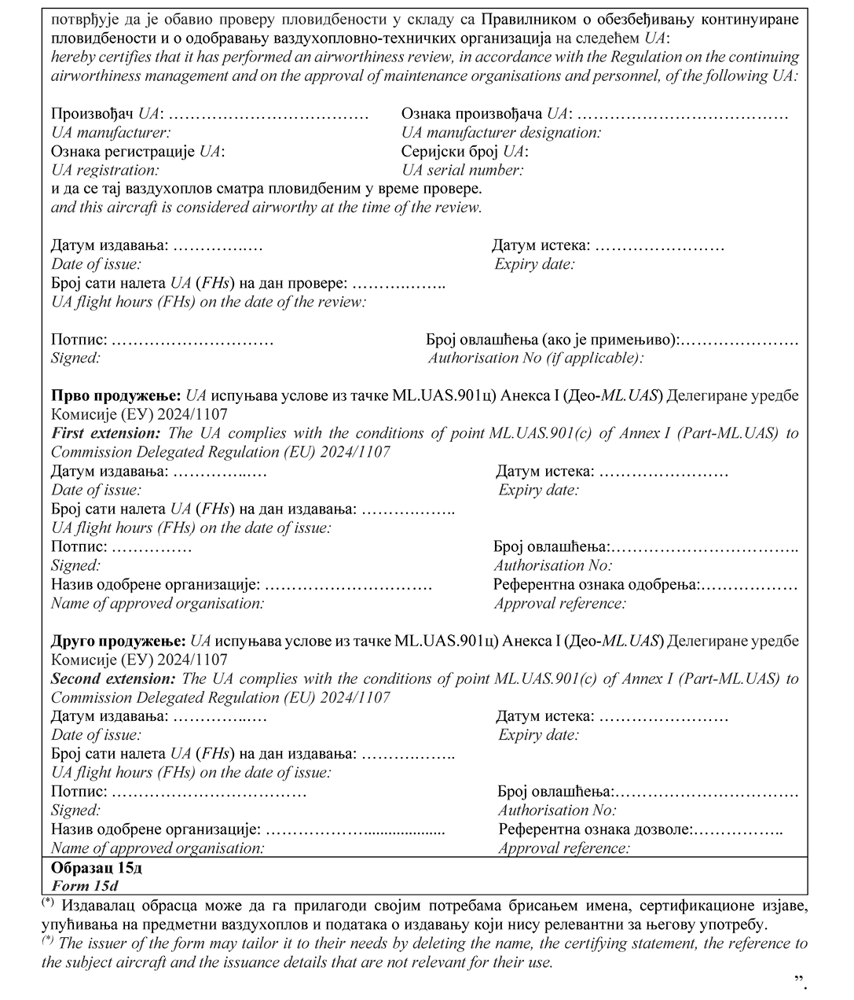 потврђује да је обавио проверу пловидбености у складу са Правилником о обезбеђивању континуиране
пловидбености и о одобравању ваздухопловно-техничких организација на следећем UA:
hereby certifies that it has performed an airworthiness review, in accordance with the Regulation on the continuing
airworthiness management and on the approval of maintenance organisations and personnel, of the following UA:
Произвођач UA: ………………………………. Ознака произвођача UA: …………………………………
UA manufacturer: UA manufacturer designation:
Ознака регистрације UA: Серијски број UA:
UA registration: UA serial number:
и да се тај ваздухоплов сматра пловидбеним у време провере.
and this aircraft is considered airworthy at the time of the review.
Датум издавања: …………..… Датум истека: ……………………
Date of issue: Expiry date:
Број сати налета UA (FHs) на дан провере: ……….……..
UA flight hours (FHs) on the date of the review:
Потпис: ………………………… Број овлашћења (ако је примењиво):………………….
Signed: Authorisation No (if applicable):
Прво продужење: UA испуњава услове из тачке ML.UAS.901ц) Анекса I (Део-ML.UAS) Делегиране уредбе
Комисије (ЕУ) 2024/1107
First extension: The UA complies with the conditions of point ML.UAS.901(c) of Annex I (Part-ML.UAS) to
Commission Delegated Regulation (EU) 2024/1107
Датум издавања: …………..… Датум истека: ……………………
Date of issue: Expiry date:
Број сати налета UA (FHs) на дан издавања: ……….……..
UA flight hours (FHs) on the date of issue:
Потпис: …………… Број овлашћења:……………………………..
Signed: Authorisation No:
Назив одобрене организације: …………………………. Референтна ознака одобрења:………………
Name of approved organisation: Approval reference:
Друго продужење: UA испуњава услове из тачке ML.UAS.901ц) Анекса I (Део-ML.UAS) Делегиране уредбе
Комисије (ЕУ) 2024/1107
Second extension: The UA complies with the conditions of point ML.UAS.901(c) of Annex I (Part-ML.UAS) to
Commission Delegated Regulation (EU) 2024/1107
Датум издавања: …………..… Датум истека: ……………………
Date of issue: Expiry date:
Број сати налета UA (FHs) на дан издавања: ……….……..
UA flight hours (FHs) on the date of issue:
Потпис: ……………………………… Број овлашћења:…………………………….
Signed: Authorisation No:
Назив одобрене организације: ……………….................... Референтна ознака дозволе:……………..
Name of approved organisation: Approval reference:
Образац 15д
Form 15d
(*) Издавалац обрасца може да га прилагоди својим потребама брисањем имена, сертификационе изјаве,
упућивања на предметни ваздухоплов и података о издавању који нису релевантни за његову употребу.
(*) The issuer of the form may tailor it to their needs by deleting the name, the certifying statement, the reference to
the subject aircraft and the issuance details that are not relevant for their use.
”.